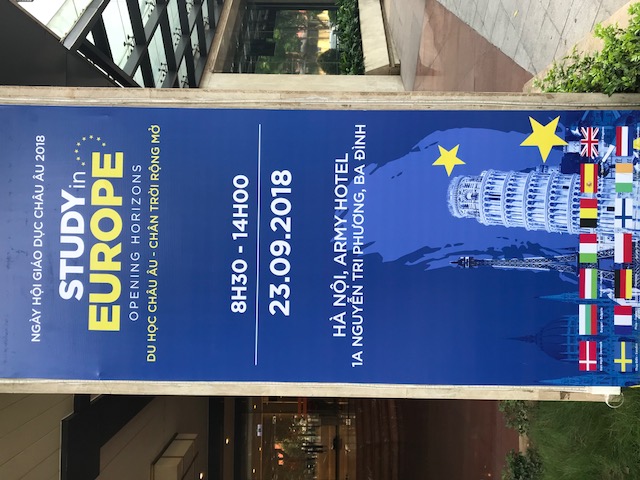 NGÀY HỘI GIÁO DỤC CHÂU ÂU 2018
STUDY in
EUROPE
OPENING HORIZONS
DU HỌC CHÂU ÂU - CHÂN TRỜI RỘNG MỞ
8H30 - 14H00
23.09.2018
HÀ NỘI, ARMY HOTEL
1A NGUYỄN TRI PHƯƠNG, BA ĐÌNH